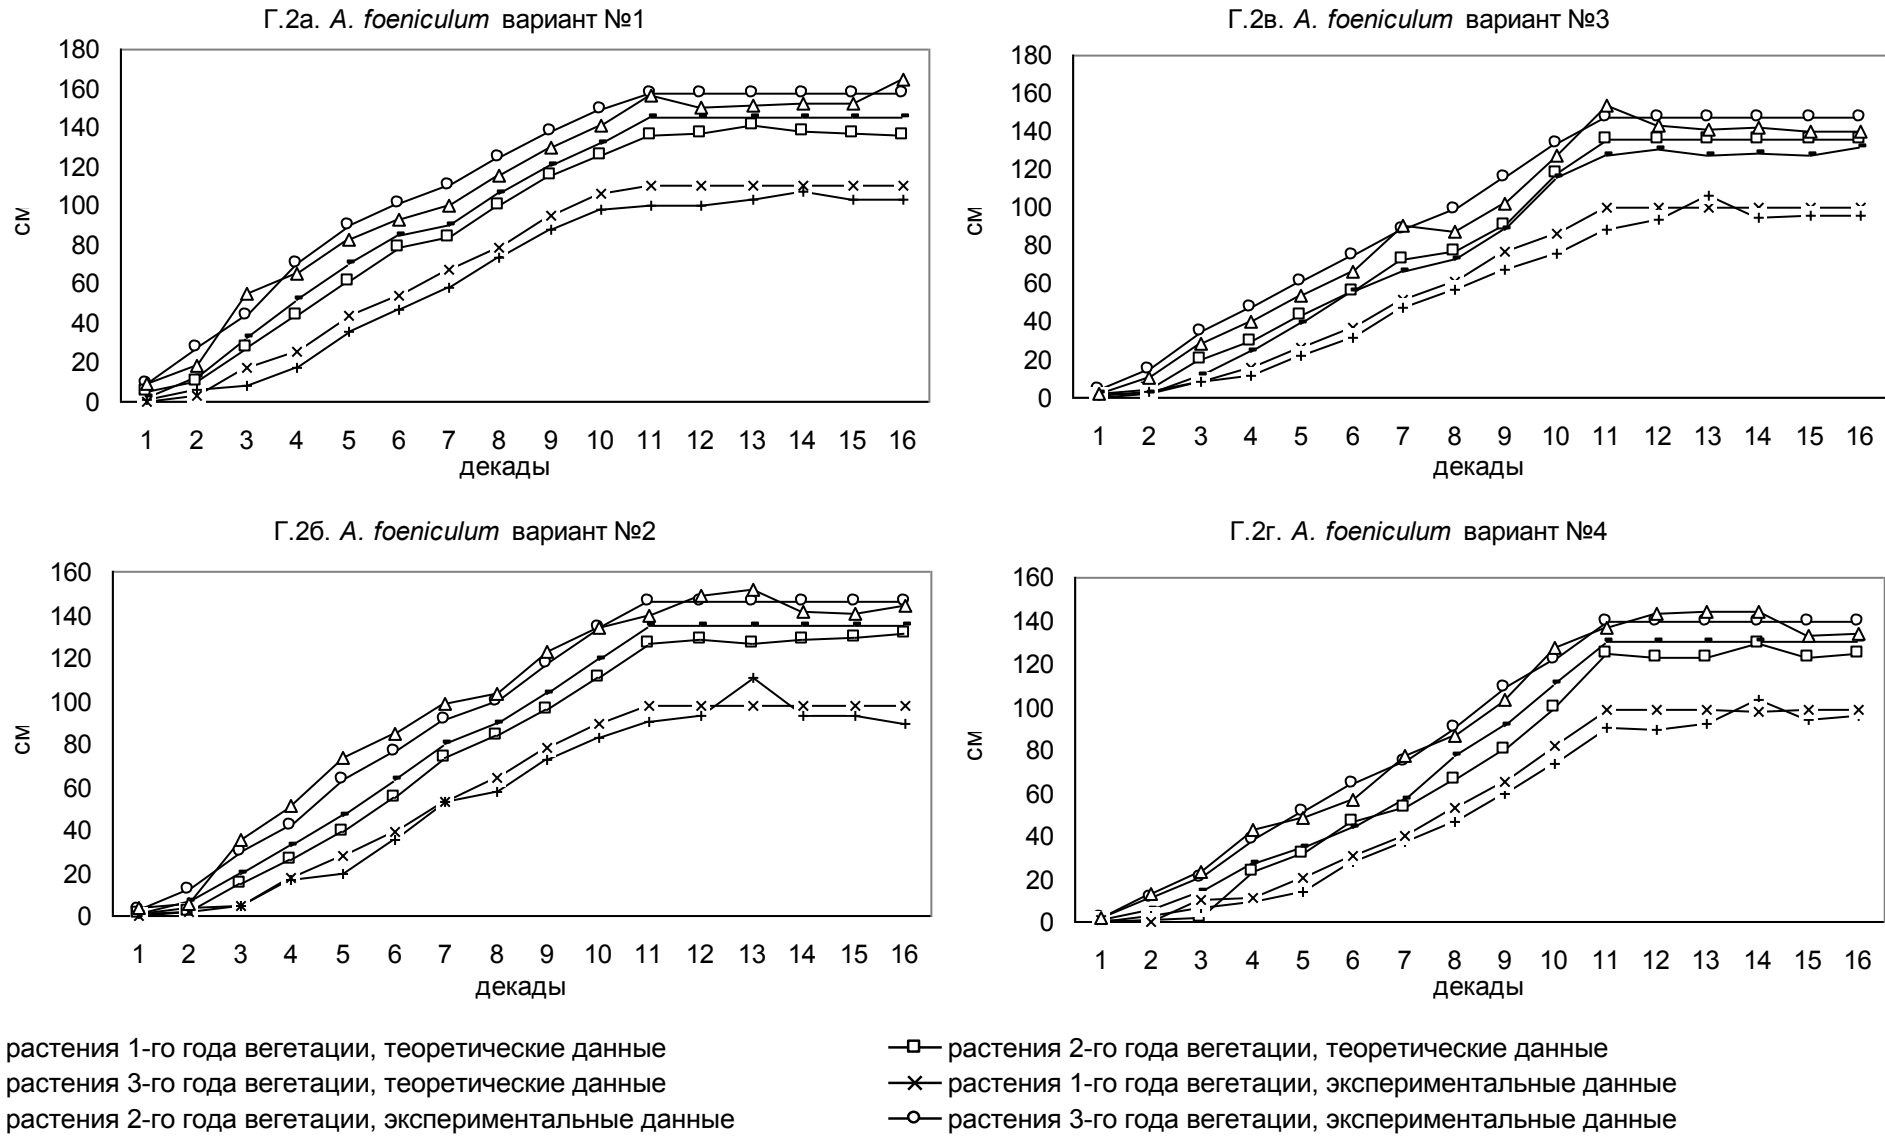 Г.2а. A. foeniculum вариант №1
180
160
140
120
100
80
60
40
20
0
см
1 2 3 4 5 6 7 8 9 10 11 12 13 14 15 16
декады
Г.2в. A. foeniculum вариант №3
180
160
140
120
100
80
60
40
20
0
см
1 2 3 4 5 6 7 8 9 10 11 12 13 14 15 16
декады
Г.2б. A. foeniculum вариант №2
160
140
120
100
80
60
40
20
0
см
1 2 3 4 5 6 7 8 9 10 11 12 13 14 15 16
декады
Г.2г. A. foeniculum вариант №4
160
140
120
100
80
60
40
20
0
см
1 2 3 4 5 6 7 8 9 10 11 12 13 14 15 16
декады
растения 1-го года вегетации, теоретические данные
растения 2-го года вегетации, теоретические данные
растения 3-го года вегетации, теоретические данные
растения 1-го года вегетации, экспериментальные данные
растения 2-го года вегетации, экспериментальные данные
растения 3-го года вегетации, экспериментальные данные